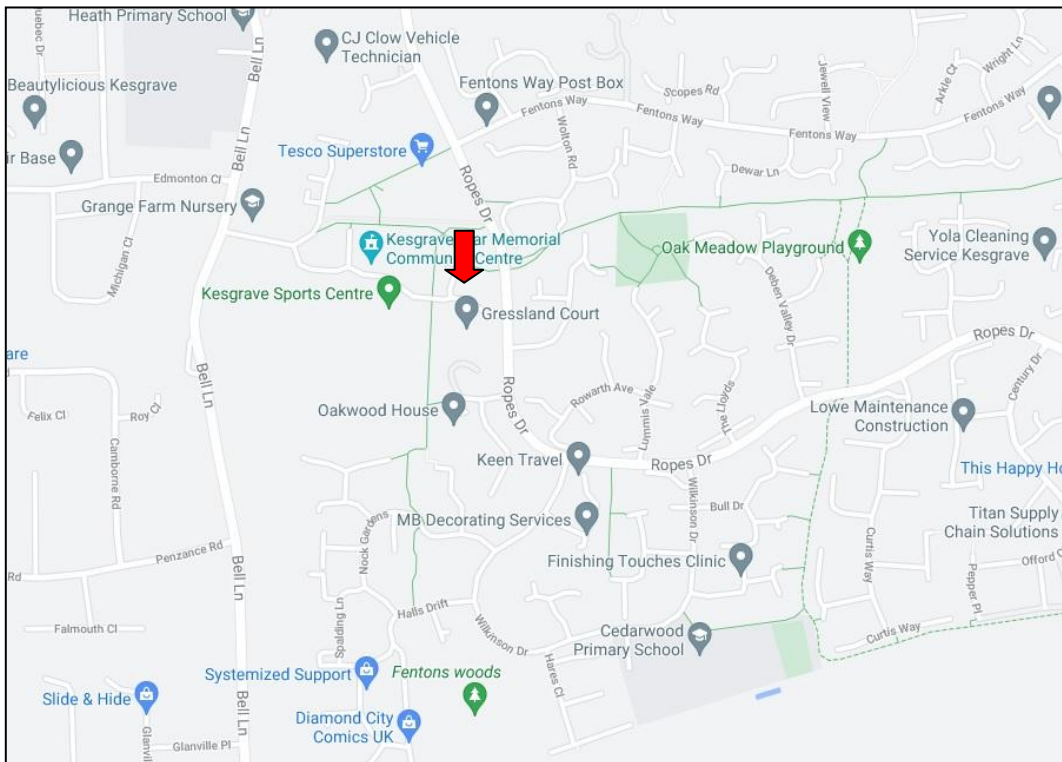 Heath Primary School
Bell Ln
CJ Clow Vehicle
Technician
Jewell View
Arkle Ct
Wright Ln
Beautylicious Kesgrave
Fentons Way Post Box
Scopes Rd
Fentons Way
Fentons Way
Fentons Way
Fentons Way
Wolton Rd
Tesco Superstore
Bell Ln
Edmonton Cl
Dewar Ln
Ropes Dr
Grange Farm Nursery
Michigan Cl
Community Centre
Memorial
Oak Meadow Playground
Yola Cleaning
Service Kesgrave
Kesgrave Sports Centre
Gressland Court
Deben Valley Dr
Bell Ln
Felix Cl
Roy Cl
Camborne Rd
Oakwood House
Ropes Dr
Rowarth Ave
Lummis Vale
The Lloyds
Ropes Dr
Century Dr
Lowe Maintenance
Construction
Keen Travel
Ropes Dr
This Happy
Wilkinson Dr
Bull Dr
Titan Supply
Chain Solutions
Nock Gardens
MB Decorating Services
Penzance Rd
Rd
Bell Ln
Finishing Touches Clinic
Curtis Way
Pepper Pl
Offord
Halls Drift
Falmouth Cl
Spalding Ln
Wilkinson Dr
Cedarwood
Primary School
Curtis Way
Systemized Support
Fentons woods
Hares Cl
Slide & Hide
Bell Ln
Diamond City
Comics UK
Glanville Pl